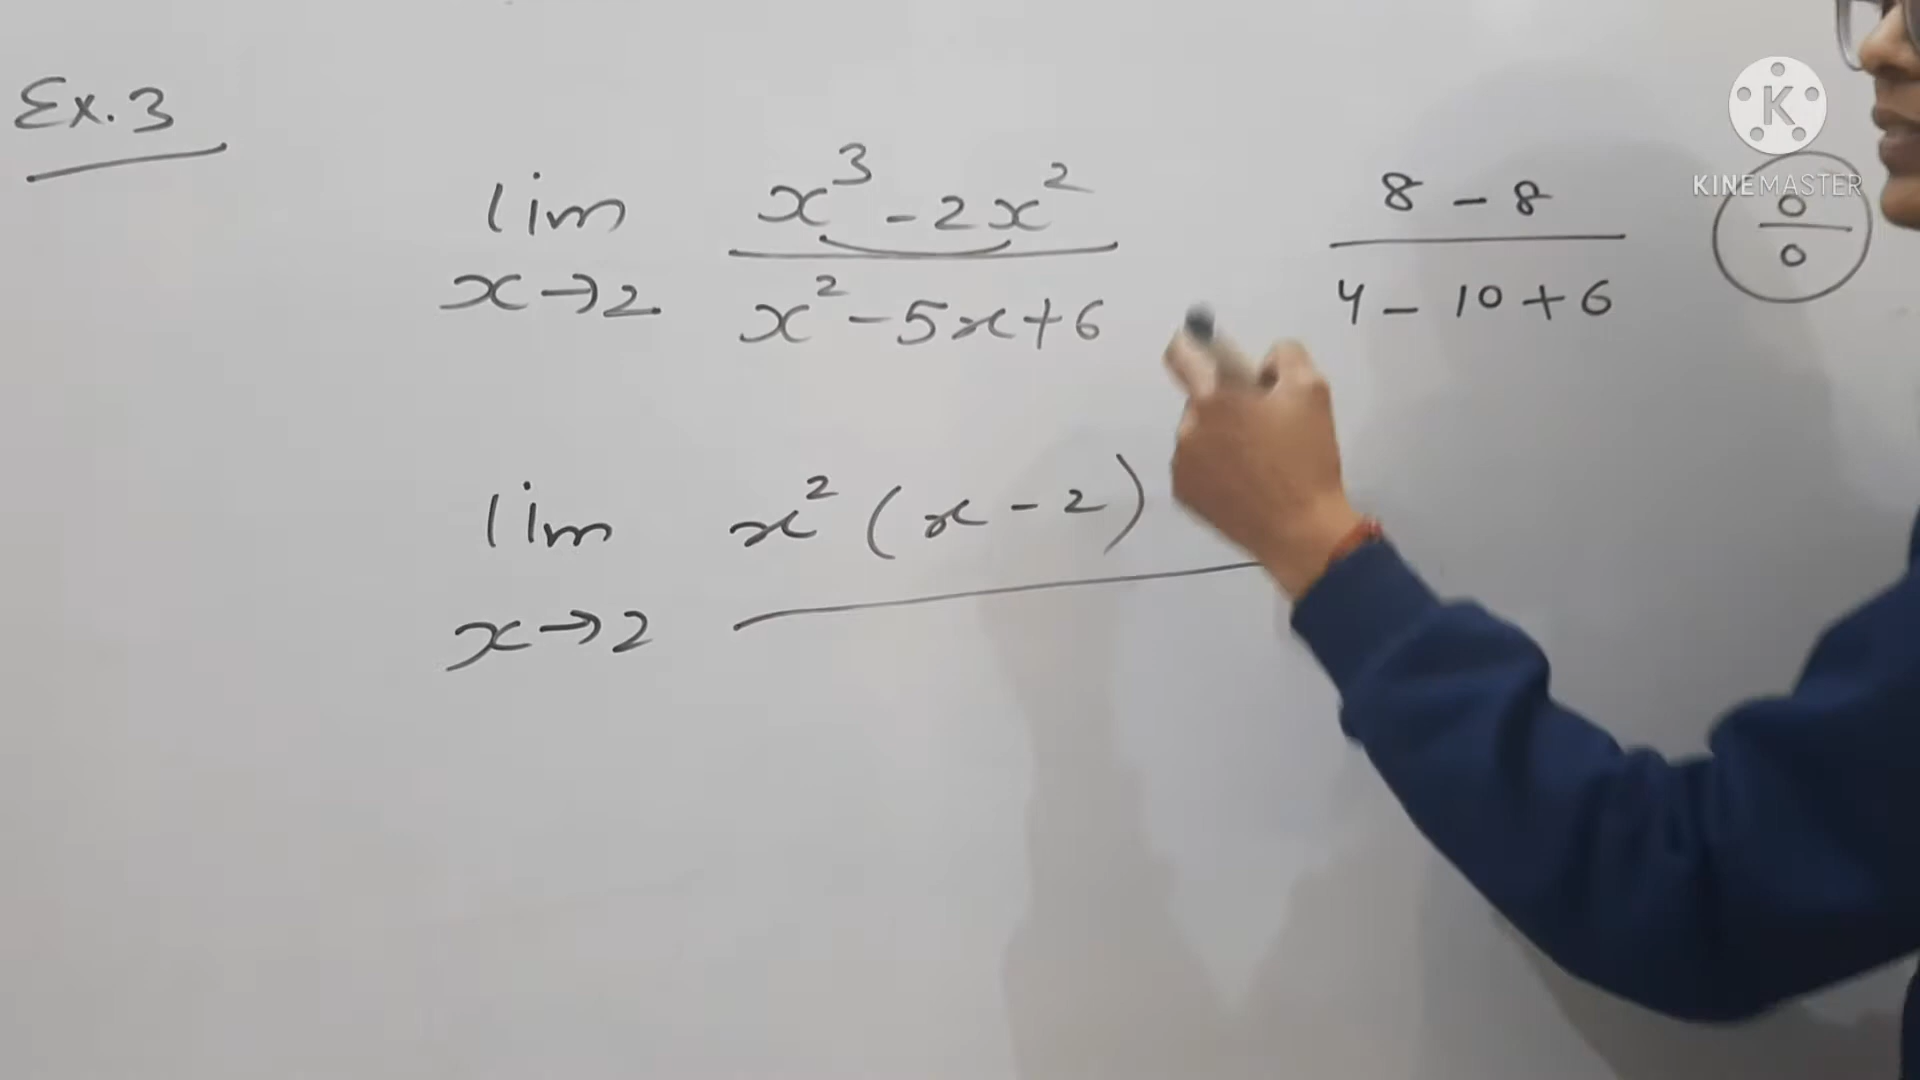 Ex. 3
lim x→2 (x³ - 2x²)/(x² - 5x + 6)
(8 - 8)/(4 - 10 + 6)
0/0
lim x→2 x² (x - 2)
KINEMASTER